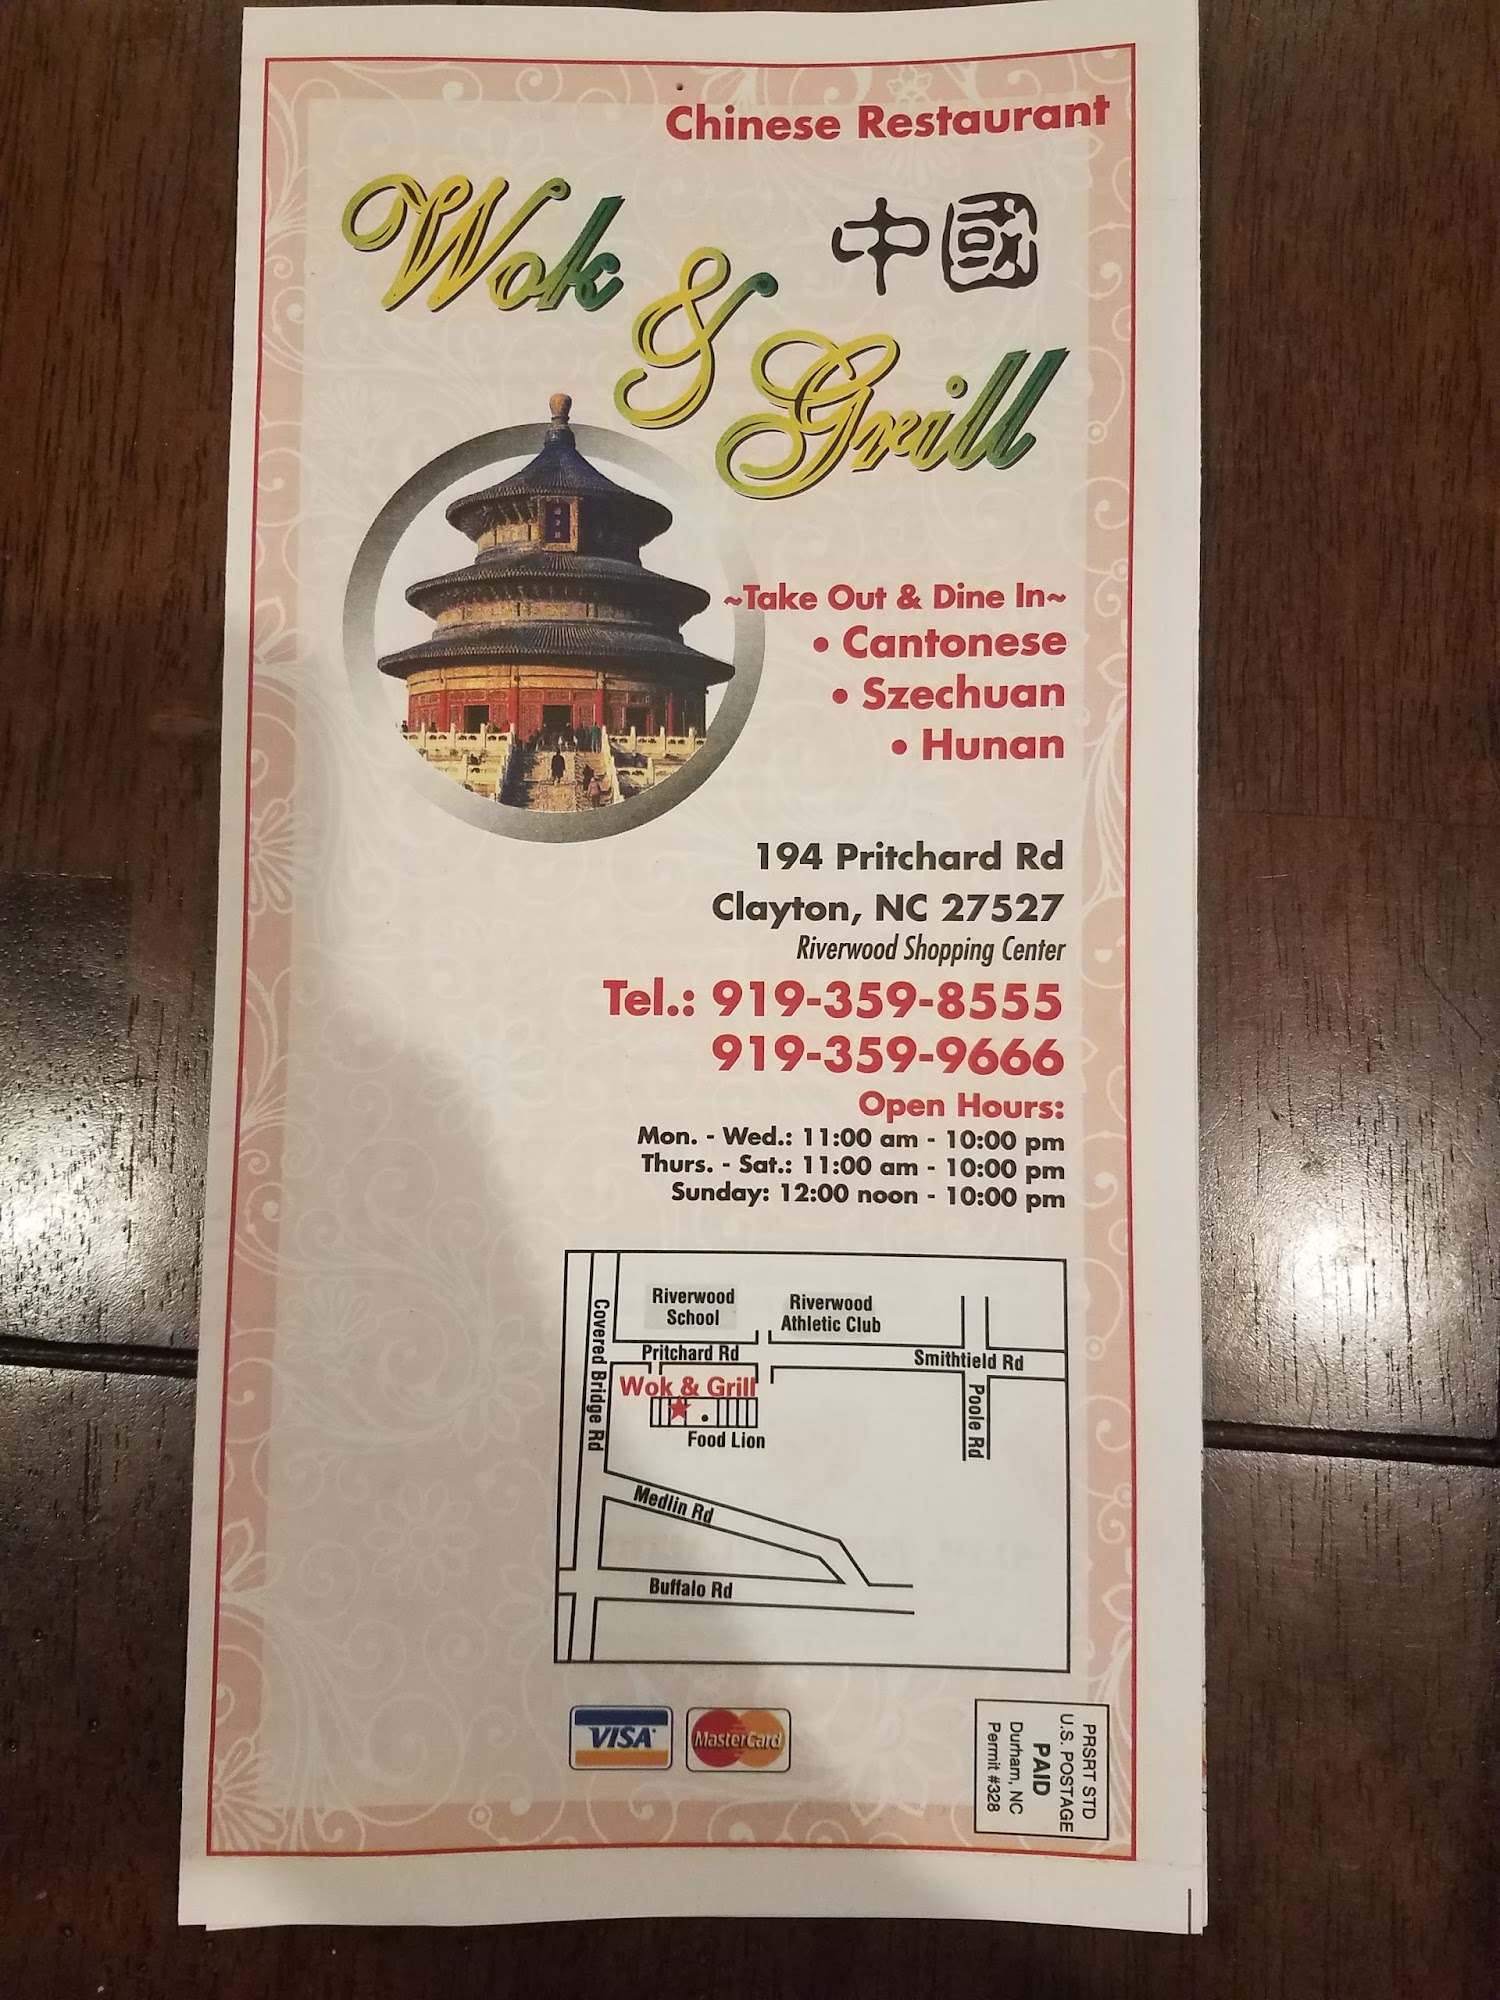 Chinese Restaurant
Wok & Grill
中國
~Take Out & Dine In~
• Cantonese
• Szechuan
• Hunan
194 Pritchard Rd
Clayton, NC 27527
Riverwood Shopping Center
Tel.: 919-359-8555
919-359-9666
Open Hours:
Mon. - Wed.: 11:00 am - 10:00 pm
Thurs. - Sat.: 11:00 am - 10:00 pm
Sunday: 12:00 noon - 10:00 pm
Covered Bridge Rd
Riverwood
School
Riverwood
Athletic Club
Pritchard Rd
Smithtield Rd
Wok & Grill
Food Lion
Poole Rd
Medlin Rd
Buffalo Rd
VISA
MasterCard
PRSRT STD
U.S. POSTAGE
PAID
Durham, NC
Permit #328